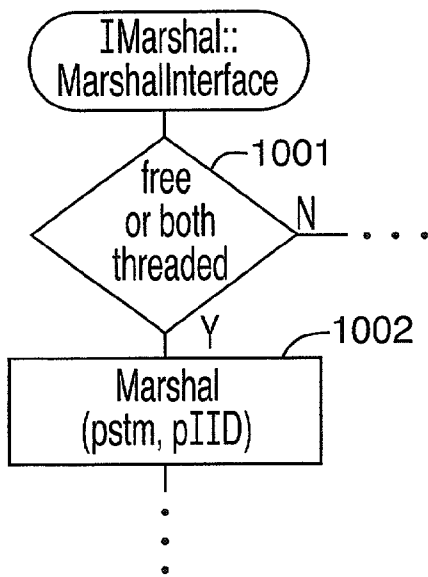 IMarshal::
MarshalInterface
1001
free
or both
threaded
N
Y
1002
Marshal
(pstm, pIID)